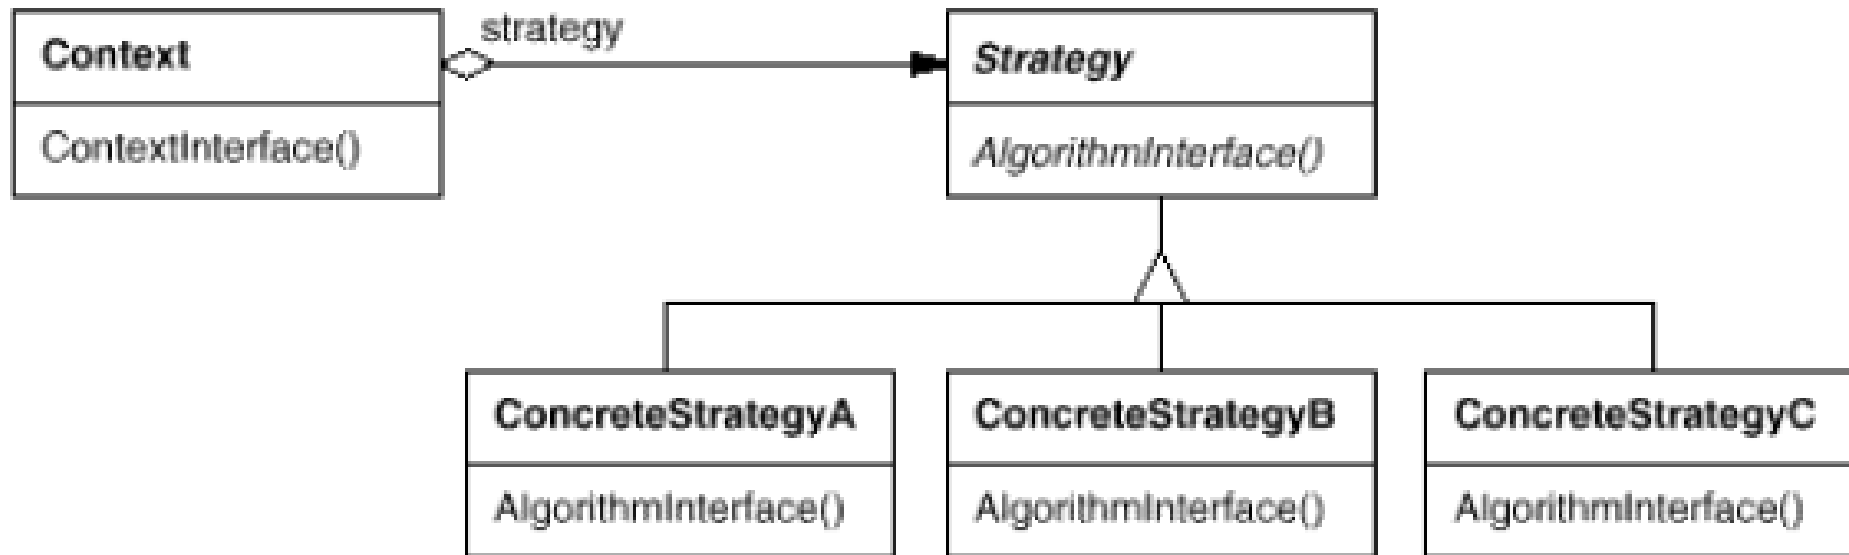 strategy
Context
Strategy
ContextInterface()
AlgorithmInterface()
ConcreteStrategyA
ConcreteStrategyB
ConcreteStrategyC
AlgorithmInterface()
AlgorithmInterface()
AlgorithmInterface()